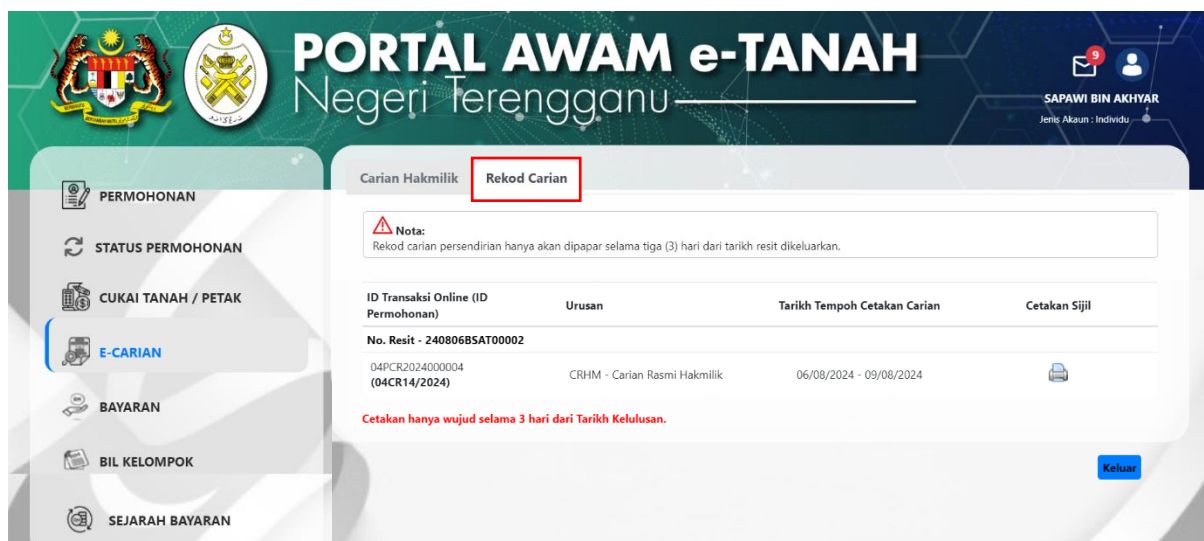 PORTAL AWAM e-TANAH
Negeri Terengganu
9
SAPAWI BIN AKHYAR
Jenis Akaun : Individu
PERMOHONAN
STATUS PERMOHONAN
CUKAI TANAH / PETAK
E-CARIAN
BAYARAN
BIL KELOMPOK
SEJARAH BAYARAN
Carian Hakmilik Rekod Carian
Nota:
Rekod carian persendirian hanya akan dipapar selama tiga (3) hari dari tarikh resit dikeluarkan.
ID Transaksi Online (ID
Permohonan) Urusan Tarikh Tempoh Cetakan Carian Cetakan Sijil
No. Resit - 240806BSAT00002
04PCR2024000004
(04CR14/2024) CRHM - Carian Rasmi Hakmilik 06/08/2024 - 09/08/2024
Cetakan hanya wujud selama 3 hari dari Tarikh Kelulusan.
Keluar